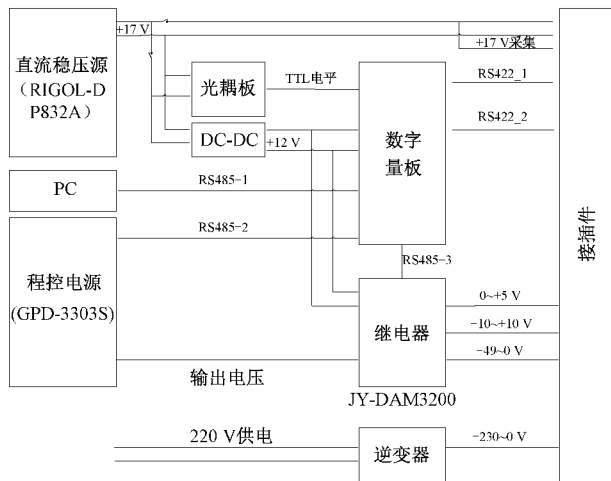 直流稳压源
（RIGOL-D
P832A）
+17 V
+17 V采集
光耦板
TTL电平
RS422_1
DC-DC
+12 V
数字
量板
RS422_2
PC
RS485-1
RS485-2
程控电源
(GPD-3303S)
RS485-3
接插件
继电器
0~+5 V
−10~+10 V
−49~0 V
输出电压
JY-DAM3200
220 V供电
逆变器
−230~0 V